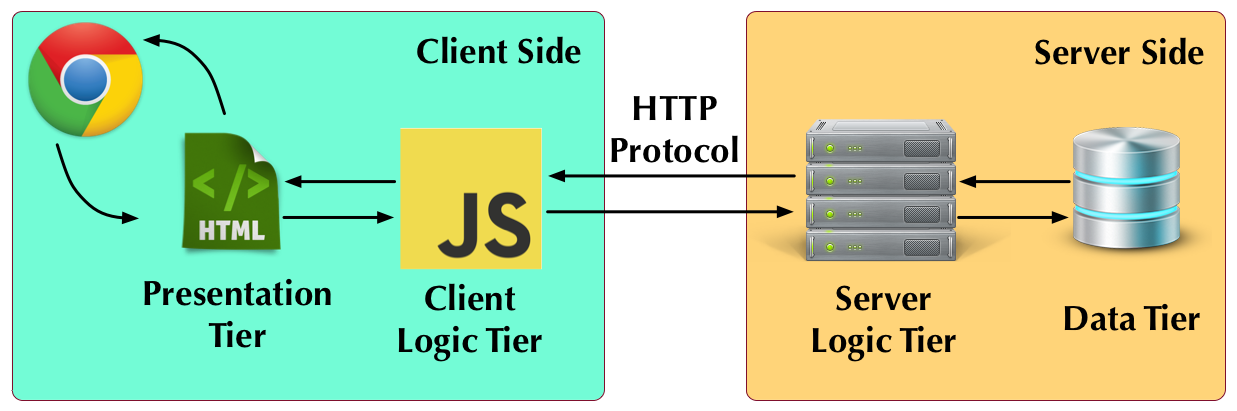 Client Side
Server Side
HTTP
Protocol
</>
HTML
JS
Presentation
Tier
Client
Logic Tier
Server
Logic Tier
Data Tier